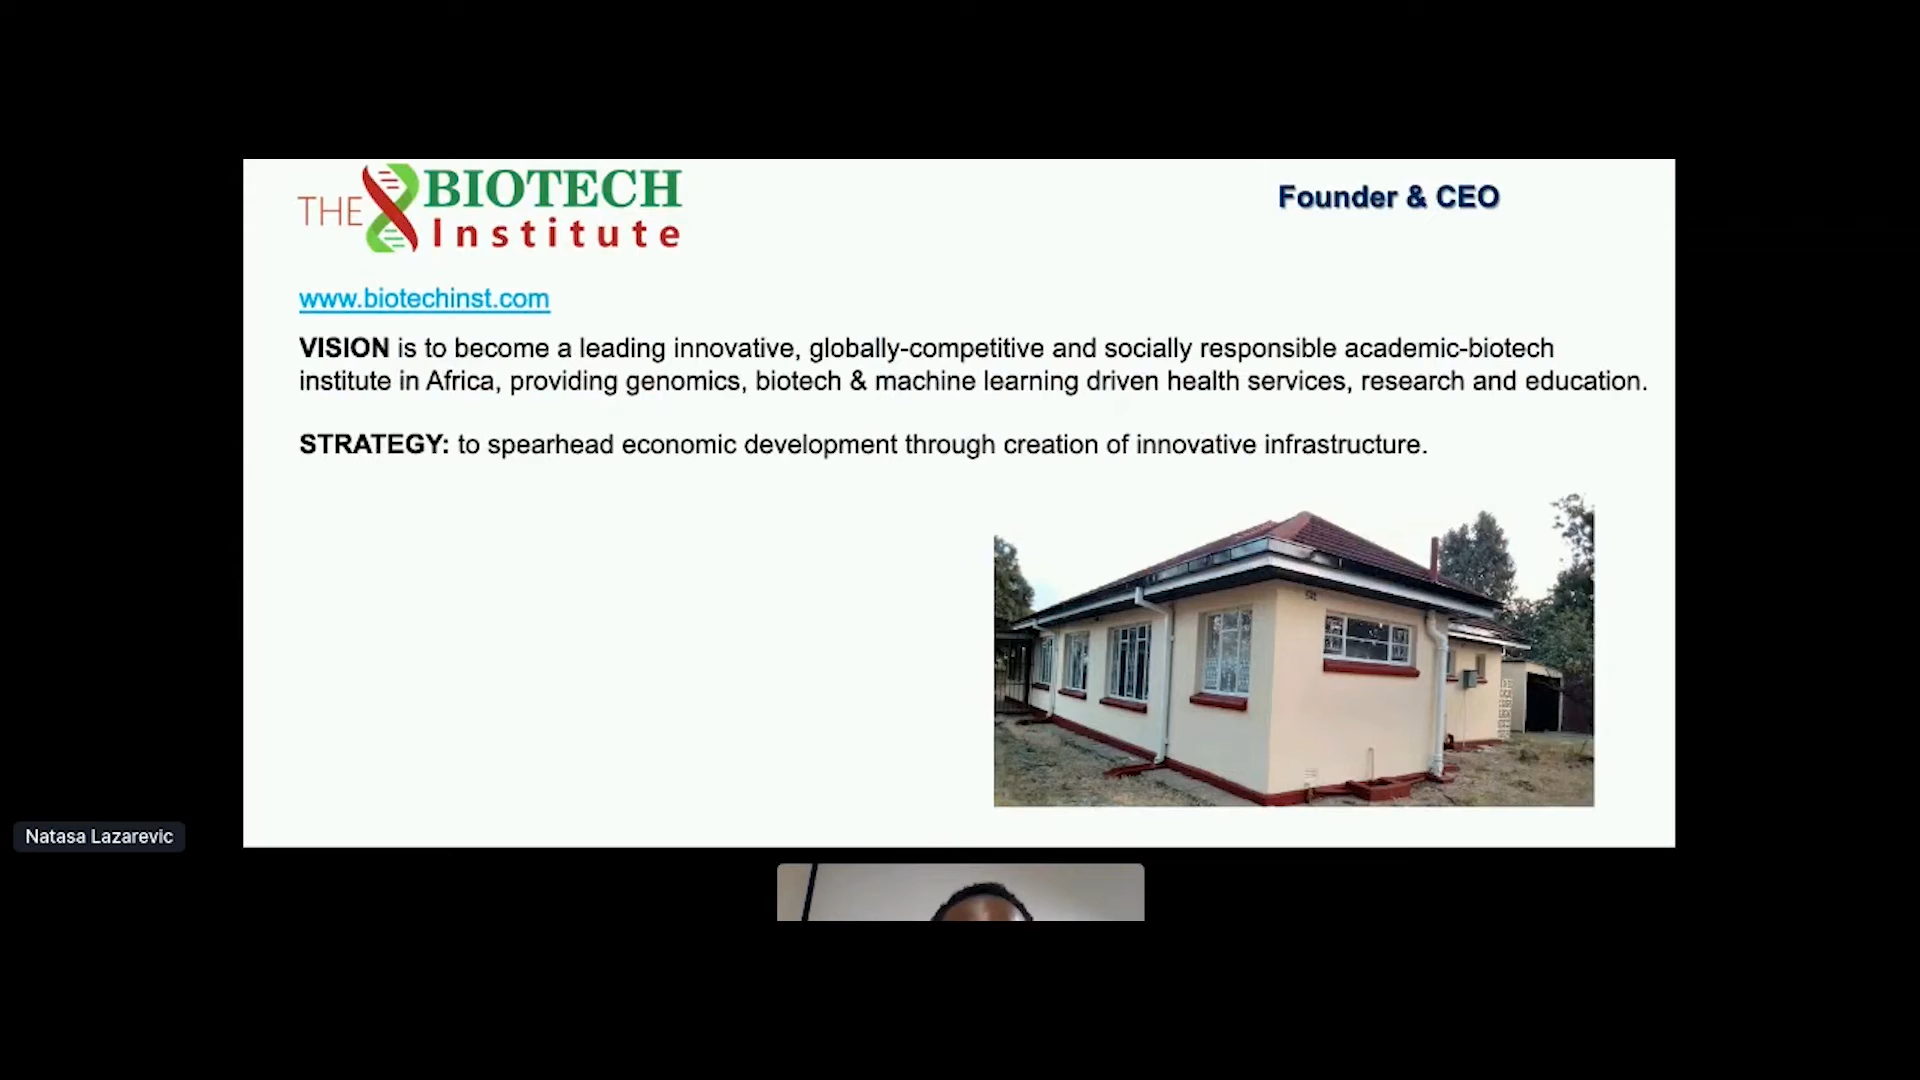 THE BIOTECH
Institute
Founder & CEO
www.biotechinst.com
VISION is to become a leading innovative, globally-competitive and socially responsible academic-biotech
institute in Africa, providing genomics, biotech & machine learning driven health services, research and education.
STRATEGY: to spearhead economic development through creation of innovative infrastructure.
Natasa Lazarevic